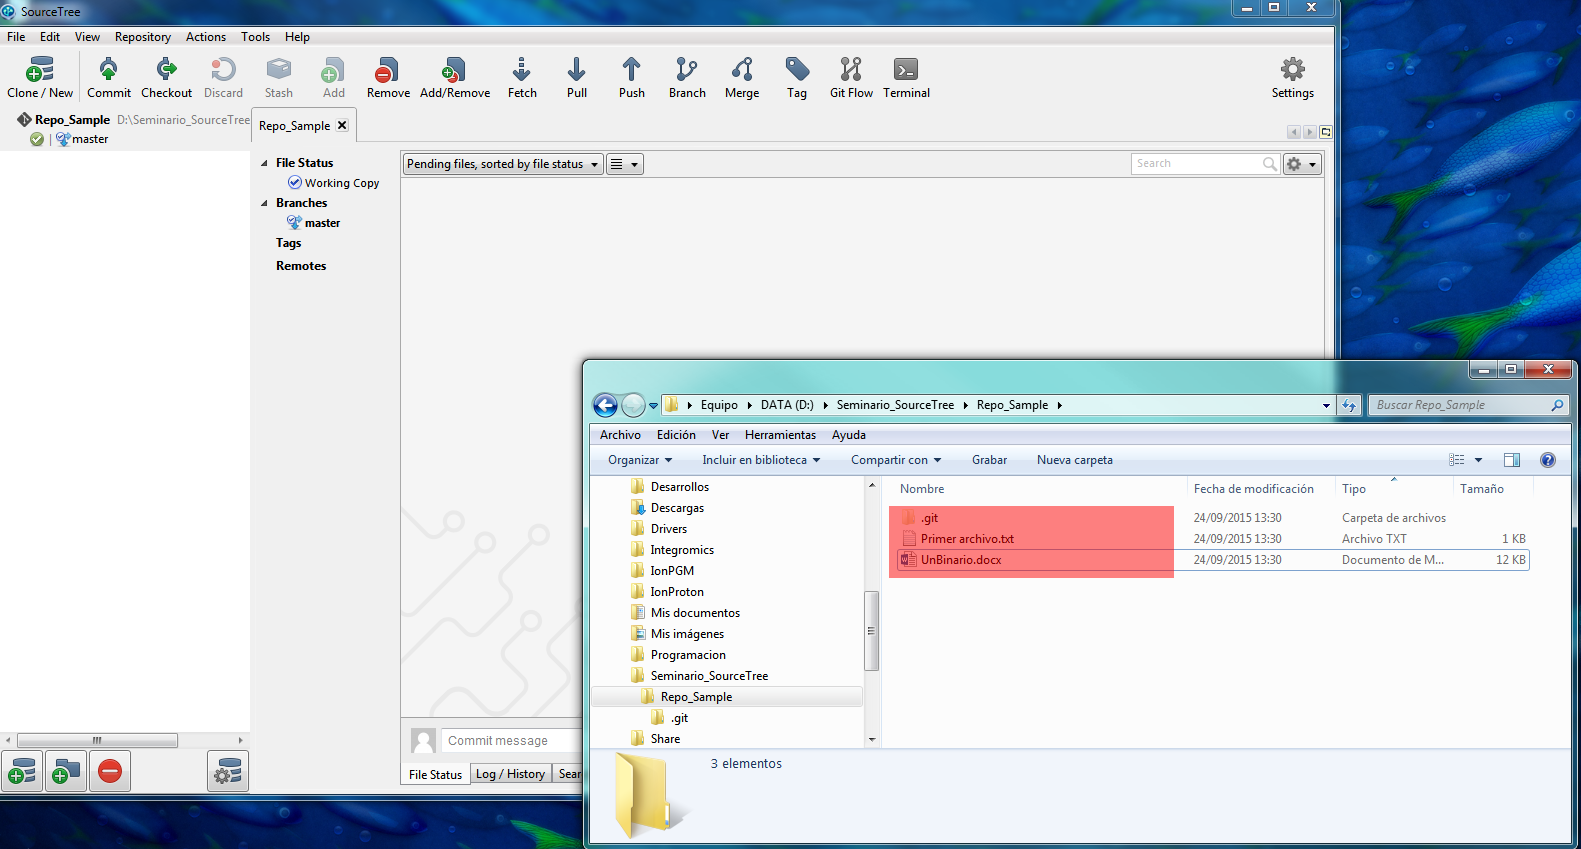 SourceTree
File Edit View Repository Actions Tools Help
Clone / New Commit Checkout Discard Stash Add Remove Add/Remove Fetch Pull Push Branch Merge Tag Git Flow Terminal Settings
Repo_Sample D:\Seminario_SourceTree
master
Repo_Sample
File Status
Working Copy
Branches
master
Tags
Remotes
Pending files, sorted by file status
Search
Commit message
File Status Log / History Sear
Equipo DATA (D:) Seminario_SourceTree Repo_Sample
Buscar Repo_Sample
Archivo Edición Ver Herramientas Ayuda
Organizar Incluir en biblioteca Compartir con Grabar Nueva carpeta
Desarrollos
Descargas
Drivers
Integromics
IonPGM
IonProton
Mis documentos
Mis imágenes
Programacion
Seminario_SourceTree
Repo_Sample
.git
Share
Nombre Fecha de modificación Tipo Tamaño
.git 24/09/2015 13:30 Carpeta de archivos
Primer archivo.txt 24/09/2015 13:30 Archivo TXT 1 KB
UnBinario.docx 24/09/2015 13:30 Documento de M... 12 KB
3 elementos